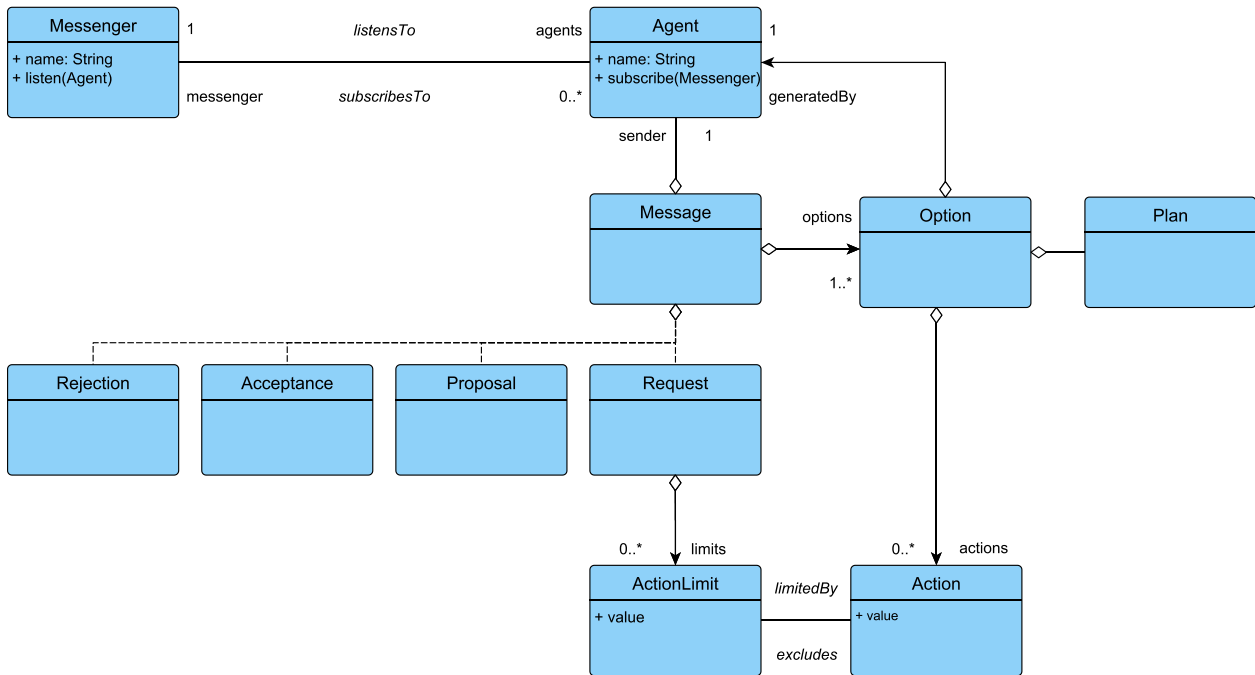 Messenger
+ name: String
+ listen(Agent)
1
listensTo
agents
messenger
subscribesTo
0..*
Agent
+ name: String
+ subscribe(Messenger)
1
generatedBy
sender
1
Message
options
1..*
Option
Plan
Rejection
Acceptance
Proposal
Request
0..*
limits
0..*
actions
ActionLimit
+ value
limitedBy
excludes
Action
+ value